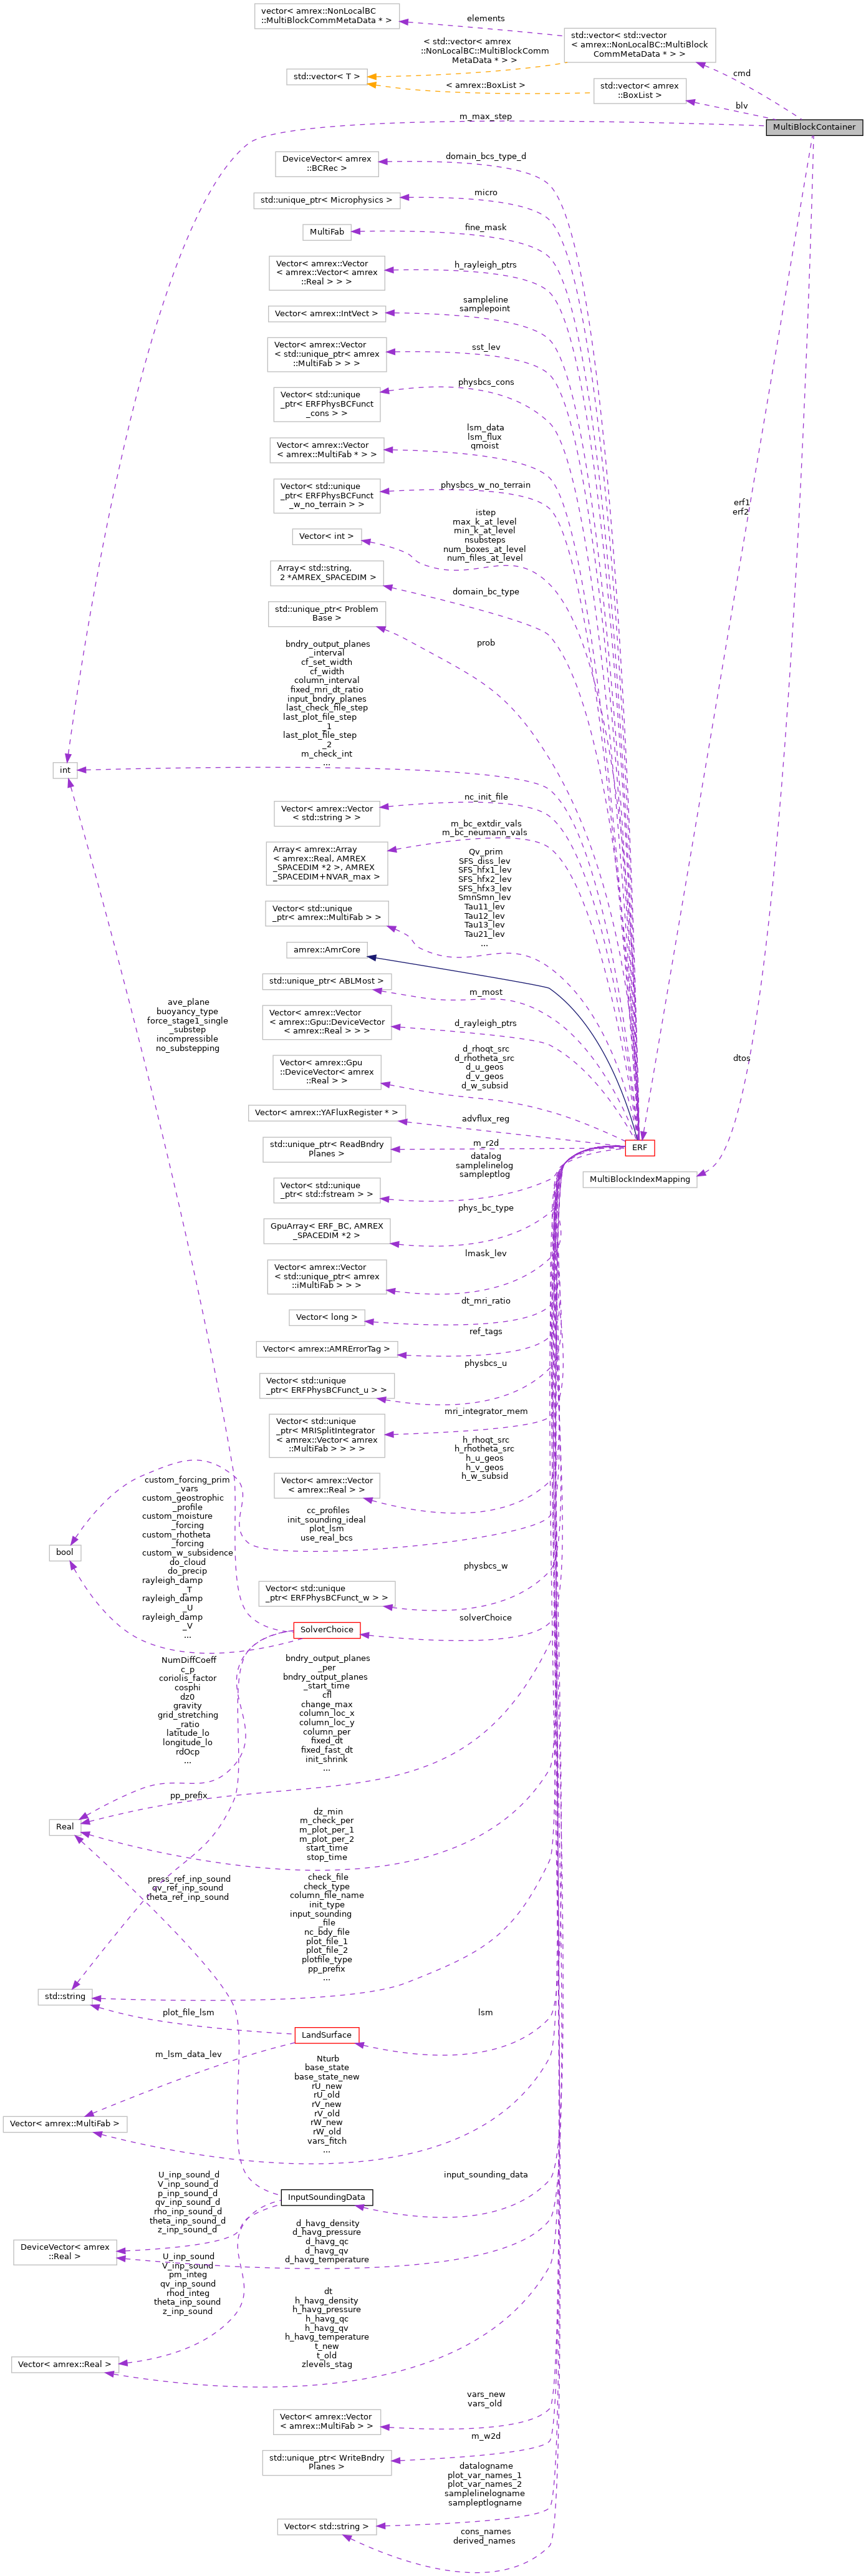 vector< amrex::NonLocalBC
::MultiBlockCommMetaData * >
elements
std::vector< std::vector
< amrex::NonLocalBC::MultiBlock
CommMetaData * > >
< std::vector< amrex
::NonLocalBC::MultiBlockComm
MetaData * > >
std::vector< T >
< amrex::BoxList >
std::vector< amrex
::BoxList >
cmd
blv
MultiBlockContainer
m_max_step
DeviceVector< amrex
::BCRec >
domain_bcs_type_d
std::unique_ptr< Microphysics >
micro
MultiFab
fine_mask
Vector< amrex::Vector
< amrex::Vector< amrex
::Real > > >
h_rayleigh_ptrs
Vector< amrex::IntVect >
sampleline
samplepoint
Vector< amrex::Vector
< std::unique_ptr< amrex
::MultiFab > > >
sst_lev
Vector< std::unique
_ptr< ERFPhysBCFunct
_cons > >
physbcs_cons
Vector< amrex::Vector
< amrex::MultiFab * > >
lsm_data
lsm_flux
qmoist
Vector< std::unique
_ptr< ERFPhysBCFunct
_w_no_terrain > >
physbcs_w_no_terrain
erf1
erf2
Vector< int >
istep
max_k_at_level
min_k_at_level
nsubsteps
num_boxes_at_level
num_files_at_level
Array< std::string,
2 *AMREX_SPACEDIM >
domain_bc_type
std::unique_ptr< Problem
Base >
prob
bndry_output_planes
_interval
cf_set_width
cf_width
column_interval
fixed_mri_dt_ratio
input_bndry_planes
last_check_file_step
last_plot_file_step
_1
last_plot_file_step
_2
m_check_int
...
int
Vector< amrex::Vector
< std::string > >
nc_init_file
Array< amrex::Array
< amrex::Real, AMREX
_SPACEDIM *2 >, AMREX
_SPACEDIM+NVAR_max >
m_bc_extdir_vals
m_bc_neumann_vals
Vector< std::unique
_ptr< amrex::MultiFab > >
Qv_prim
SFS_diss_lev
SFS_hfx1_lev
SFS_hfx2_lev
SFS_hfx3_lev
SmnSmn_lev
Tau11_lev
Tau12_lev
Tau13_lev
Tau21_lev
...
amrex::AmrCore
std::unique_ptr< ABLMost >
m_most
ave_plane
buoyancy_type
force_stage1_single
_substep
incompressible
no_substepping
Vector< amrex::Vector
< amrex::Gpu::DeviceVector
< amrex::Real > > >
d_rayleigh_ptrs
Vector< amrex::Gpu
::DeviceVector< amrex
::Real > >
d_rhoqt_src
d_rhotheta_src
d_u_geos
d_v_geos
d_w_subsid
dtos
Vector< amrex::YAFluxRegister * >
advflux_reg
std::unique_ptr< ReadBndry
Planes >
m_r2d
ERF
MultiBlockIndexMapping
Vector< std::unique
_ptr< std::fstream > >
datalog
samplelinelog
sampleptlog
GpuArray< ERF_BC, AMREX
_SPACEDIM *2 >
phys_bc_type
Vector< amrex::Vector
< std::unique_ptr< amrex
::iMultiFab > > >
lmask_lev
Vector< long >
dt_mri_ratio
Vector< amrex::AMRErrorTag >
ref_tags
Vector< std::unique
_ptr< ERFPhysBCFunct_u > >
physbcs_u
Vector< std::unique
_ptr< MRISplitIntegrator
< amrex::Vector< amrex
::MultiFab > > > >
mri_integrator_mem
Vector< amrex::Vector
< amrex::Real > >
h_rhoqt_src
h_rhotheta_src
h_u_geos
h_v_geos
h_w_subsid
cc_profiles
init_sounding_ideal
plot_lsm
use_real_bcs
custom_forcing_prim
_vars
custom_geostrophic
_profile
custom_moisture
_forcing
custom_rhotheta
_forcing
custom_w_subsidence
do_cloud
do_precip
rayleigh_damp
_T
rayleigh_damp
_U
rayleigh_damp
_V
...
bool
Vector< std::unique
_ptr< ERFPhysBCFunct_w > >
physbcs_w
SolverChoice
solverChoice
NumDiffCoeff
c_p
coriolis_factor
cosphi
dz0
gravity
grid_stretching
_ratio
latitude_lo
longitude_lo
rdOcp
...
bndry_output_planes
_per
bndry_output_planes
_start_time
cfl
change_max
column_loc_x
column_loc_y
column_per
fixed_dt
fixed_fast_dt
init_shrink
...
pp_prefix
Real
dz_min
m_check_per
m_plot_per_1
m_plot_per_2
start_time
stop_time
press_ref_inp_sound
qv_ref_inp_sound
theta_ref_inp_sound
check_file
check_type
column_file_name
init_type
input_sounding
_file
nc_bdy_file
plot_file_1
plot_file_2
plotfile_type
pp_prefix
...
std::string
plot_file_lsm
LandSurface
lsm
m_lsm_data_lev
Vector< amrex::MultiFab >
Nturb
base_state
base_state_new
rU_new
rU_old
rV_new
rV_old
rW_new
rW_old
vars_fitch
...
InputSoundingData
input_sounding_data
U_inp_sound_d
V_inp_sound_d
p_inp_sound_d
qv_inp_sound_d
rho_inp_sound_d
theta_inp_sound_d
z_inp_sound_d
DeviceVector< amrex
::Real >
d_havg_density
d_havg_pressure
d_havg_qc
d_havg_qv
d_havg_temperature
U_inp_sound
V_inp_sound
pm_integ
qv_inp_sound
rhod_integ
theta_inp_sound
z_inp_sound
Vector< amrex::Real >
dt
h_havg_density
h_havg_pressure
h_havg_qc
h_havg_qv
h_havg_temperature
t_new
t_old
zlevels_stag
Vector< amrex::Vector
< amrex::MultiFab > >
vars_new
vars_old
std::unique_ptr< WriteBndry
Planes >
m_w2d
Vector< std::string >
datalogname
plot_var_names_1
plot_var_names_2
samplelinelogname
sampleptlogname
cons_names
derived_names